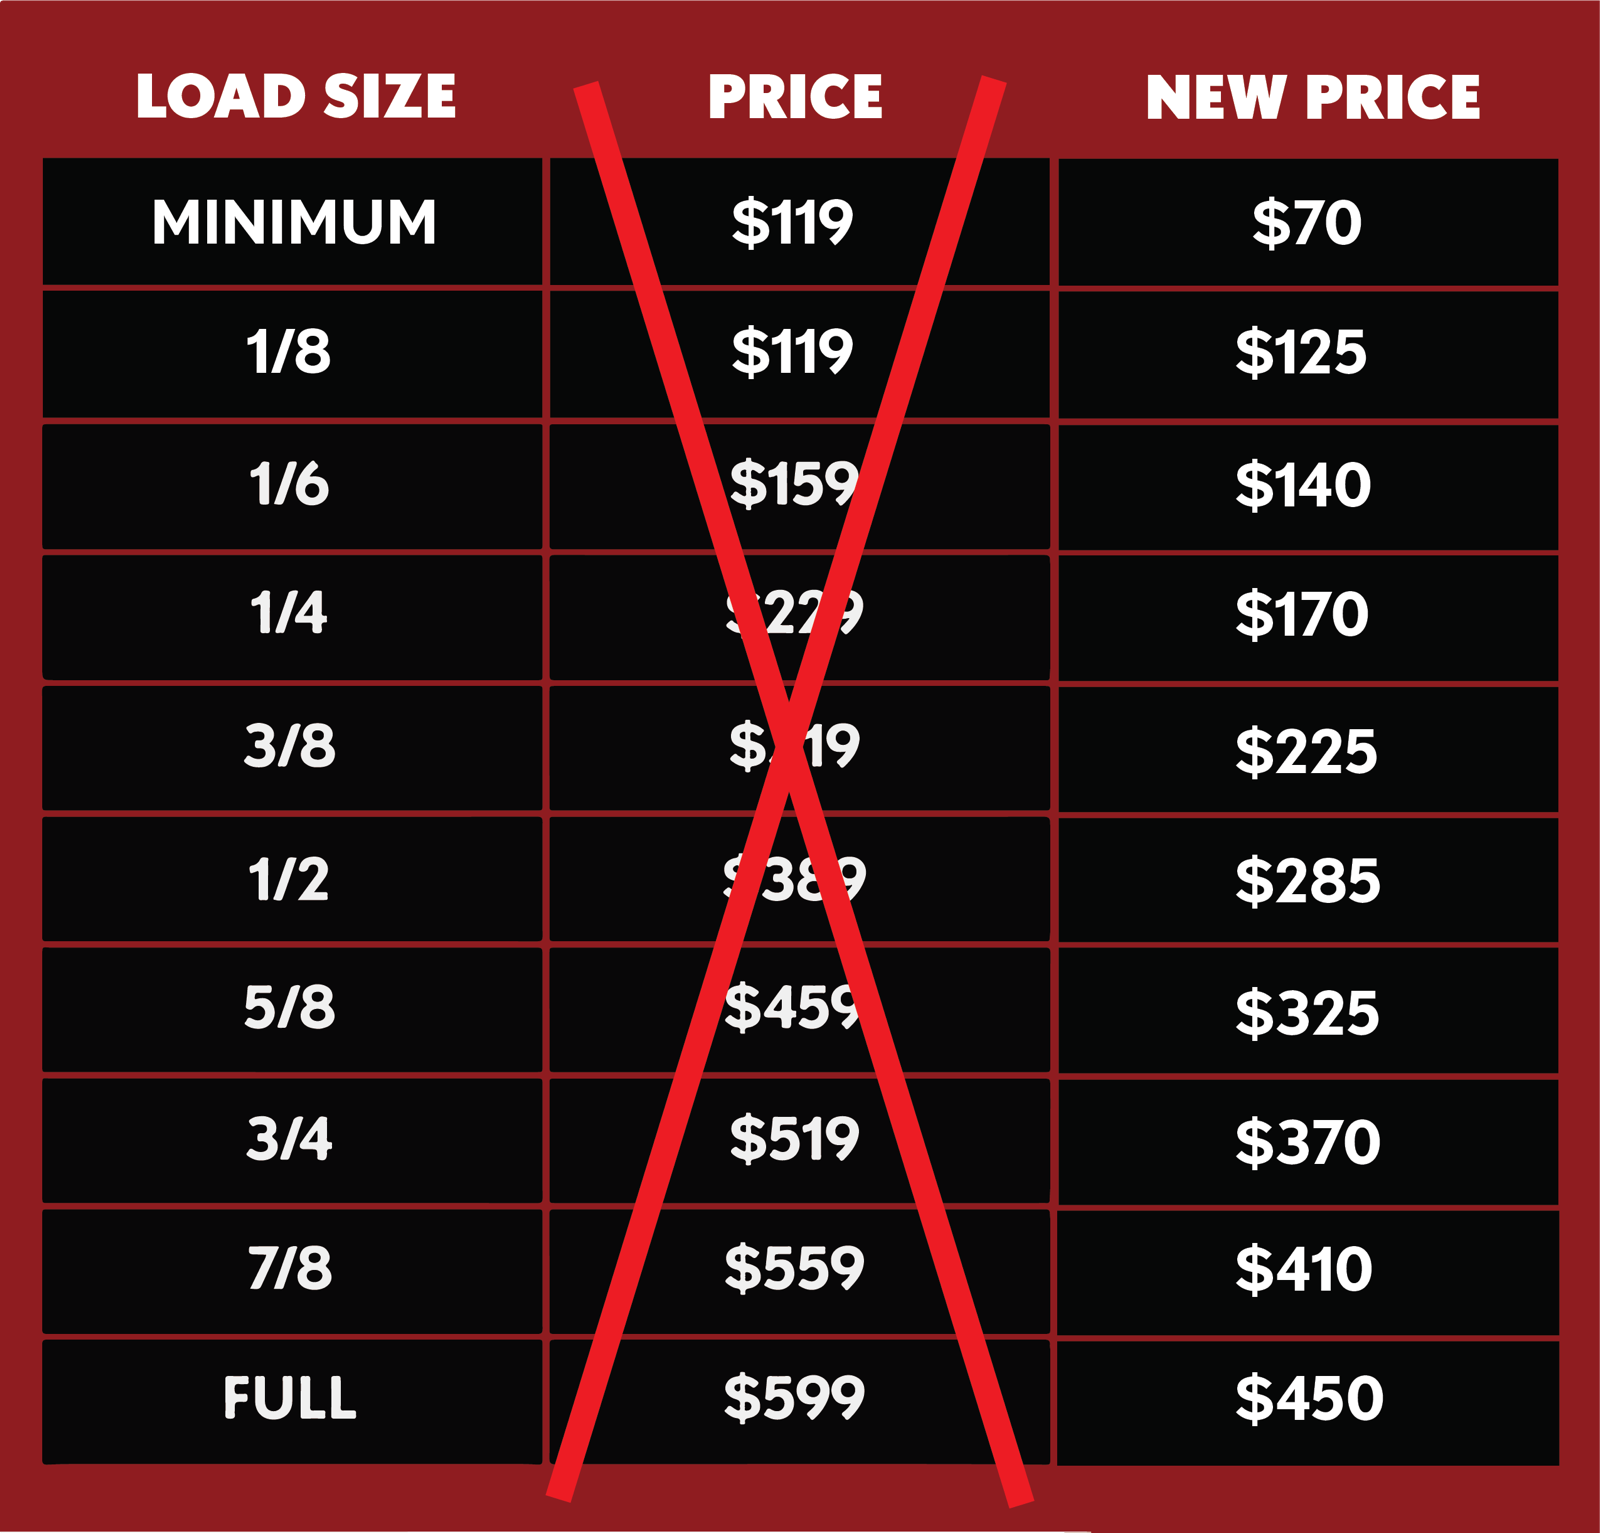 LOAD SIZE PRICE NEW PRICE
MINIMUM $119 $70
1/8 $119 $125
1/6 $159 $140
1/4 $229 $170
3/8 $225
1/2 $389 $285
5/8 $459 $325
3/4 $519 $370
7/8 $559 $410
FULL $599 $450